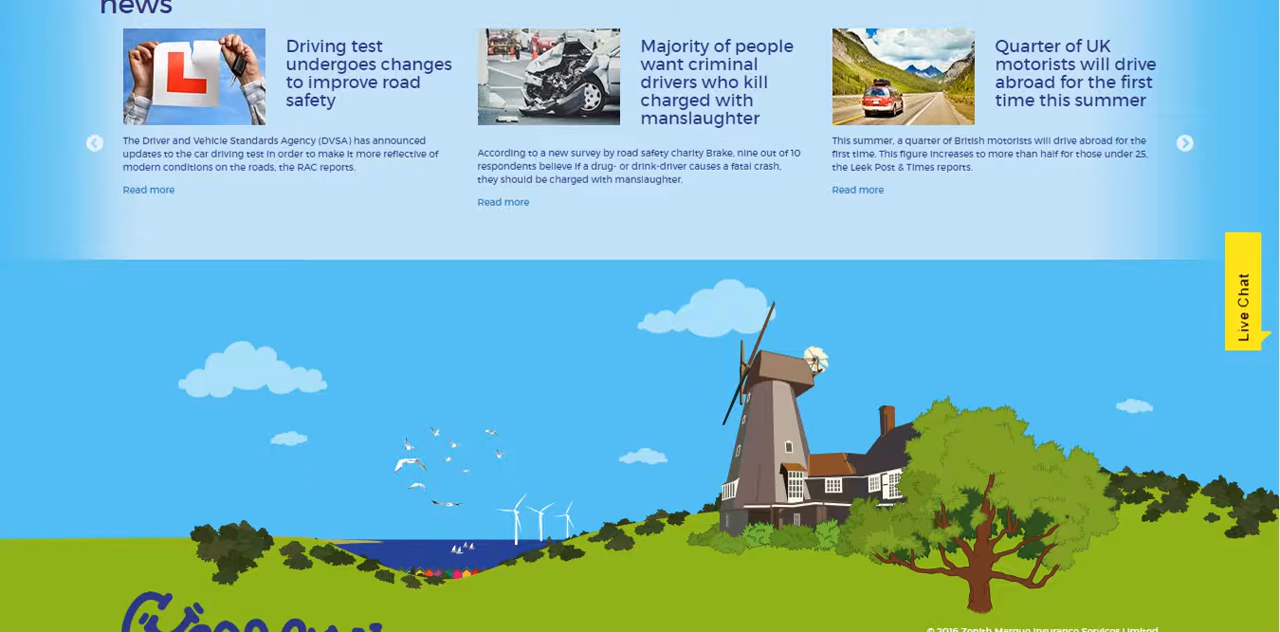 news
Driving test
undergoes changes
to improve road
safety
The Driver and Vehicle Standards Agency (DVSA) has announced
updates to the car driving test in order to make it more reflective of
modern conditions on the roads, the RAC reports.
Read more
L
Majority of people
want criminal
drivers who kill
charged with
manslaughter
According to a new survey by road safety charity Brake, nine out of 10
respondents believe if a drug- or drink-driver causes a fatal crash,
they should be charged with manslaughter.
Read more
Quarter of UK
motorists will drive
abroad for the first
time this summer
This summer, a quarter of British motorists will drive abroad for the
first time. This figure increases to more than half for those under 25,
the Leek Post & Times reports.
Read more
Live Chat
© 2016 Zenith Marque Insurance Services Limited